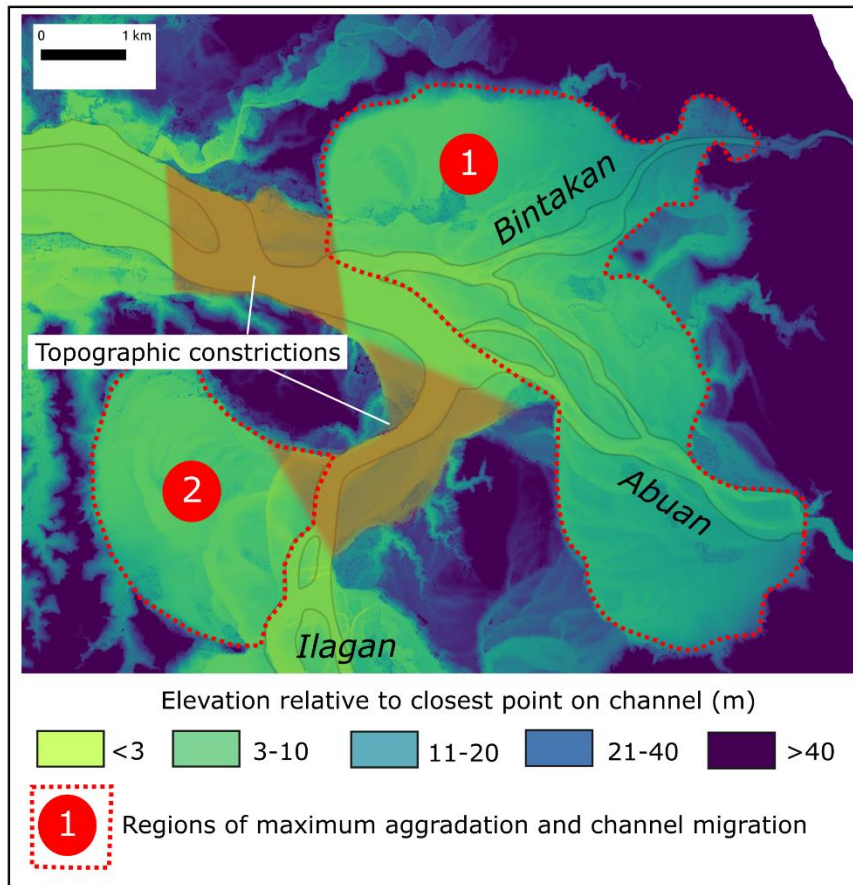 0 1 km
1
Bintakan
Topographic constrictions
2
Abuan
Ilagan
Elevation relative to closest point on channel (m)
<3 3-10 11-20 21-40 >40
1 Regions of maximum aggradation and channel migration